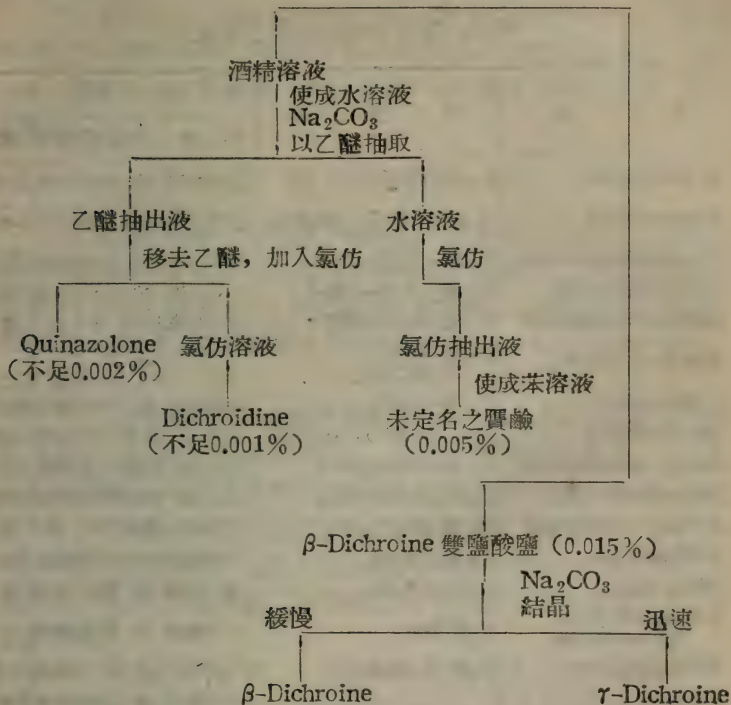 酒精溶液
使成水溶液
Na₂CO₃
以乙醚抽取
乙醚抽出液
水溶液
移去乙醚，加入氯仿
氯仿
Quinazolone
（不足0.002%）
氯仿溶液
氯仿抽出液
使成苯溶液
Dichroidine
（不足0.001%）
未定名之贋鹼
（0.005%）
β-Dichroine 雙鹽酸鹽（0.015%）
Na₂CO₃
結晶
緩慢
迅速
β-Dichroine
γ-Dichroine